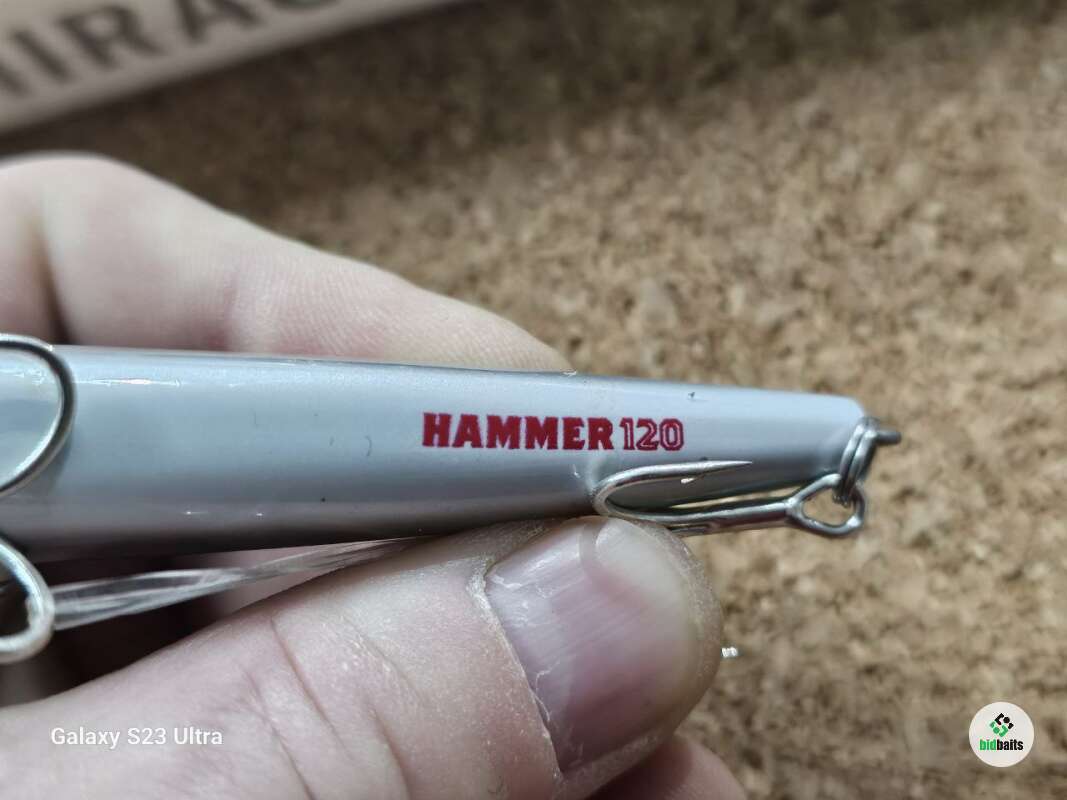 HAMMER 120
Galaxy S23 Ultra
bidbaits